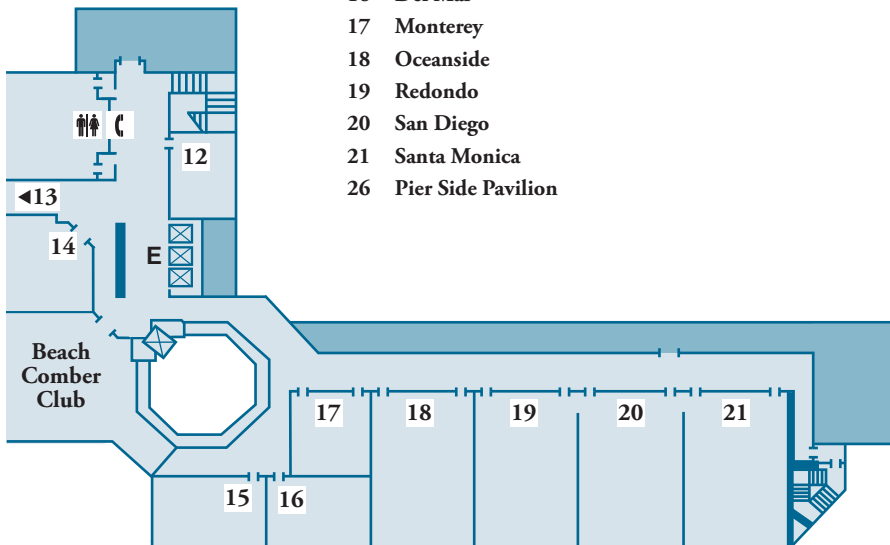 17 Monterey
18 Oceanside
19 Redondo
20 San Diego
21 Santa Monica
26 Pier Side Pavilion
12
◄13
14
E
Beach
Comber
Club
17
18
19
20
21
15
16